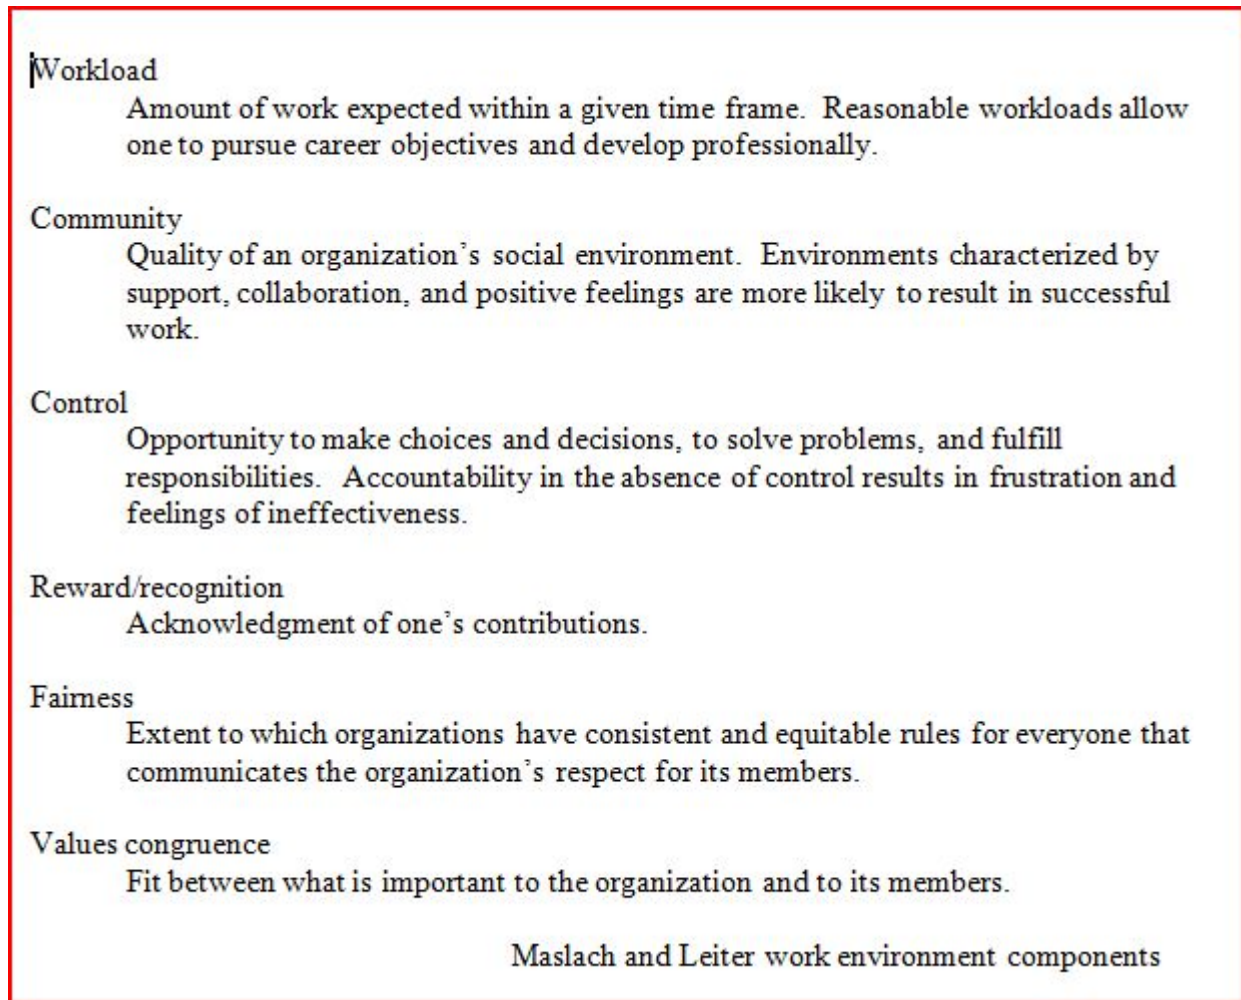 Workload
Amount of work expected within a given time frame.  Reasonable workloads allow
one to pursue career objectives and develop professionally.
Community
Quality of an organization’s social environment.  Environments characterized by
support, collaboration, and positive feelings are more likely to result in successful
work.
Control
Opportunity to make choices and decisions, to solve problems, and fulfill
responsibilities.  Accountability in the absence of control results in frustration and
feelings of ineffectiveness.
Reward/recognition
Acknowledgment of one’s contributions.
Fairness
Extent to which organizations have consistent and equitable rules for everyone that
communicates the organization’s respect for its members.
Values congruence
Fit between what is important to the organization and to its members.
Maslach and Leiter work environment components